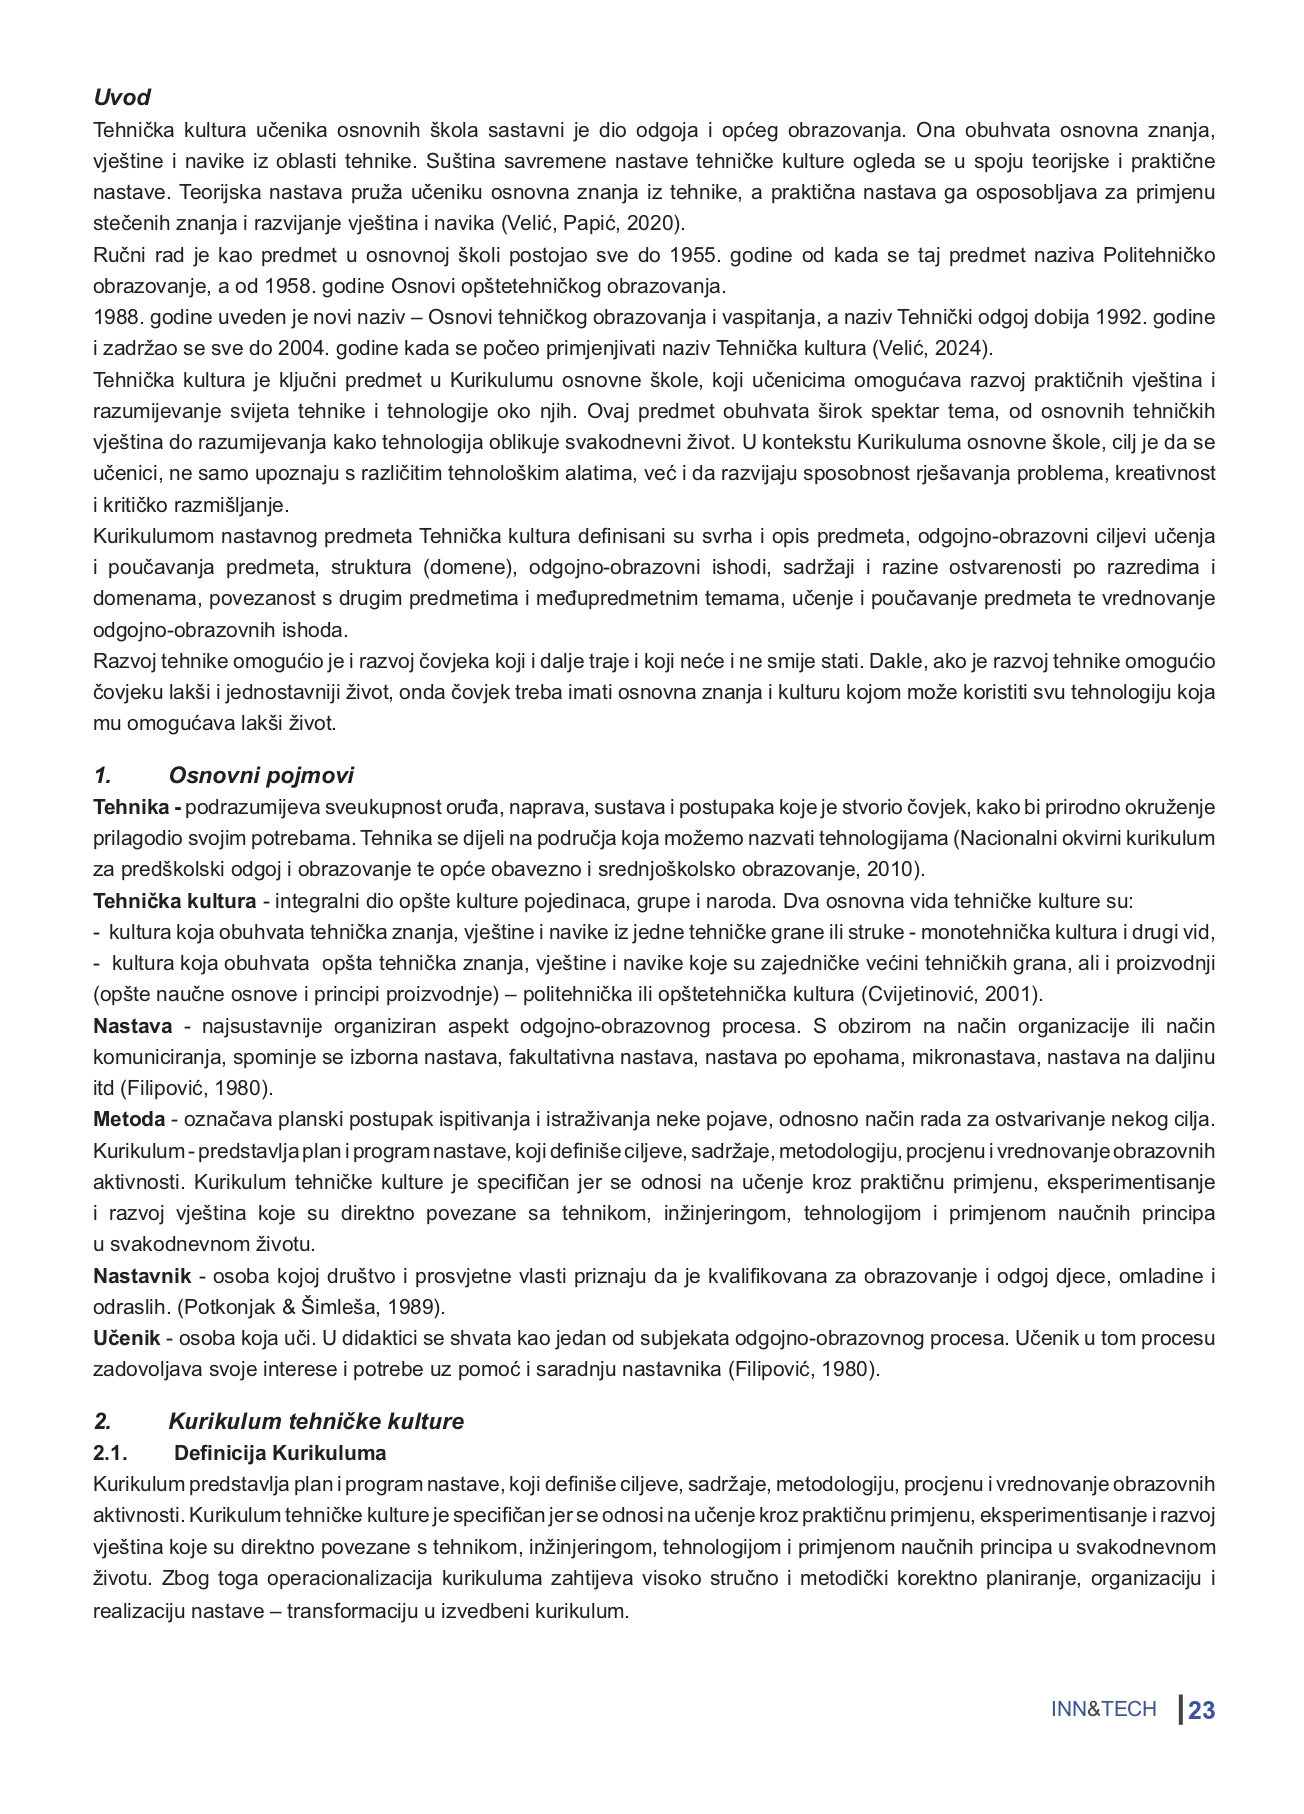 Uvod
Tehnička kultura učenika osnovnih škola sastavni je dio odgoja i općeg obrazovanja. Ona obuhvata osnovna znanja,
vještine i navike iz oblasti tehnike. Suština savremene nastave tehničke kulture ogleda se u spoju teorijske i praktične
nastave. Teorijska nastava pruža učeniku osnovna znanja iz tehnike, a praktična nastava ga osposobljava za primjenu
stečenih znanja i razvijanje vještina i navika (Velić, Papić, 2020).
Ručni rad je kao predmet u osnovnoj školi postojao sve do 1955. godine od kada se taj predmet naziva Politehničko
obrazovanje, a od 1958. godine Osnovi opštetehničkog obrazovanja.
1988. godine uveden je novi naziv – Osnovi tehničkog obrazovanja i vaspitanja, a naziv Tehnički odgoj dobija 1992. godine
i zadržao se sve do 2004. godine kada se počeo primjenjivati naziv Tehnička kultura (Velić, 2024).
Tehnička kultura je ključni predmet u Kurikulumu osnovne škole, koji učenicima omogućava razvoj praktičnih vještina i
razumijevanje svijeta tehnike i tehnologije oko njih. Ovaj predmet obuhvata širok spektar tema, od osnovnih tehničkih
vještina do razumijevanja kako tehnologija oblikuje svakodnevni život. U kontekstu Kurikuluma osnovne škole, cilj je da se
učenici, ne samo upoznaju s različitim tehnološkim alatima, već i da razvijaju sposobnost rješavanja problema, kreativnost
i kritičko razmišljanje.
Kurikulumom nastavnog predmeta Tehnička kultura definisani su svrha i opis predmeta, odgojno-obrazovni ciljevi učenja
i poučavanja predmeta, struktura (domene), odgojno-obrazovni ishodi, sadržaji i razine ostvarenosti po razredima i
domenama, povezanost s drugim predmetima i međupredmetnim temama, učenje i poučavanje predmeta te vrednovanje
odgojno-obrazovnih ishoda.
Razvoj tehnike omogućio je i razvoj čovjeka koji i dalje traje i koji neće i ne smije stati. Dakle, ako je razvoj tehnike omogućio
čovjeku lakši i jednostavniji život, onda čovjek treba imati osnovna znanja i kulturu kojom može koristiti svu tehnologiju koja
mu omogućava lakši život.
1. Osnovni pojmovi
Tehnika - podrazumijeva sveukupnost oruđa, naprava, sustava i postupaka koje je stvorio čovjek, kako bi prirodno okruženje
prilagodio svojim potrebama. Tehnika se dijeli na područja koja možemo nazvati tehnologijama (Nacionalni okvirni kurikulum
za predškolski odgoj i obrazovanje te opće obavezno i srednjoškolsko obrazovanje, 2010).
Tehnička kultura - integralni dio opšte kulture pojedinaca, grupe i naroda. Dva osnovna vida tehničke kulture su:
- kultura koja obuhvata tehnička znanja, vještine i navike iz jedne tehničke grane ili struke - monotehnička kultura i drugi vid,
- kultura koja obuhvata opšta tehnička znanja, vještine i navike koje su zajedničke većini tehničkih grana, ali i proizvodnji
(opšte naučne osnove i principi proizvodnje) – politehnička ili opštetehnička kultura (Cvijetinović, 2001).
Nastava - najsustavnije organiziran aspekt odgojno-obrazovnog procesa. S obzirom na način organizacije ili način
komuniciranja, spominje se izborna nastava, fakultativna nastava, nastava po epohama, mikronastava, nastava na daljinu
itd (Filipović, 1980).
Metoda - označava planski postupak ispitivanja i istraživanja neke pojave, odnosno način rada za ostvarivanje nekog cilja.
Kurikulum - predstavlja plan i program nastave, koji definiše ciljeve, sadržaje, metodologiju, procjenu i vrednovanje obrazovnih
aktivnosti. Kurikulum tehničke kulture je specifičan jer se odnosi na učenje kroz praktičnu primjenu, eksperimentisanje
i razvoj vještina koje su direktno povezane sa tehnikom, inžinjeringom, tehnologijom i primjenom naučnih principa
u svakodnevnom životu.
Nastavnik - osoba kojoj društvo i prosvjetne vlasti priznaju da je kvalifikovana za obrazovanje i odgoj djece, omladine i
odraslih. (Potkonjak & Šimleša, 1989).
Učenik - osoba koja uči. U didaktici se shvata kao jedan od subjekata odgojno-obrazovnog procesa. Učenik u tom procesu
zadovoljava svoje interese i potrebe uz pomoć i saradnju nastavnika (Filipović, 1980).
2. Kurikulum tehničke kulture
2.1. Definicija Kurikuluma
Kurikulum predstavlja plan i program nastave, koji definiše ciljeve, sadržaje, metodologiju, procjenu i vrednovanje obrazovnih
aktivnosti. Kurikulum tehničke kulture je specifičan jer se odnosi na učenje kroz praktičnu primjenu, eksperimentisanje i razvoj
vještina koje su direktno povezane s tehnikom, inžinjeringom, tehnologijom i primjenom naučnih principa u svakodnevnom
životu. Zbog toga operacionalizacija kurikuluma zahtijeva visoko stručno i metodički korektno planiranje, organizaciju i
realizaciju nastave – transformaciju u izvedbeni kurikulum.
INN&TECH 23